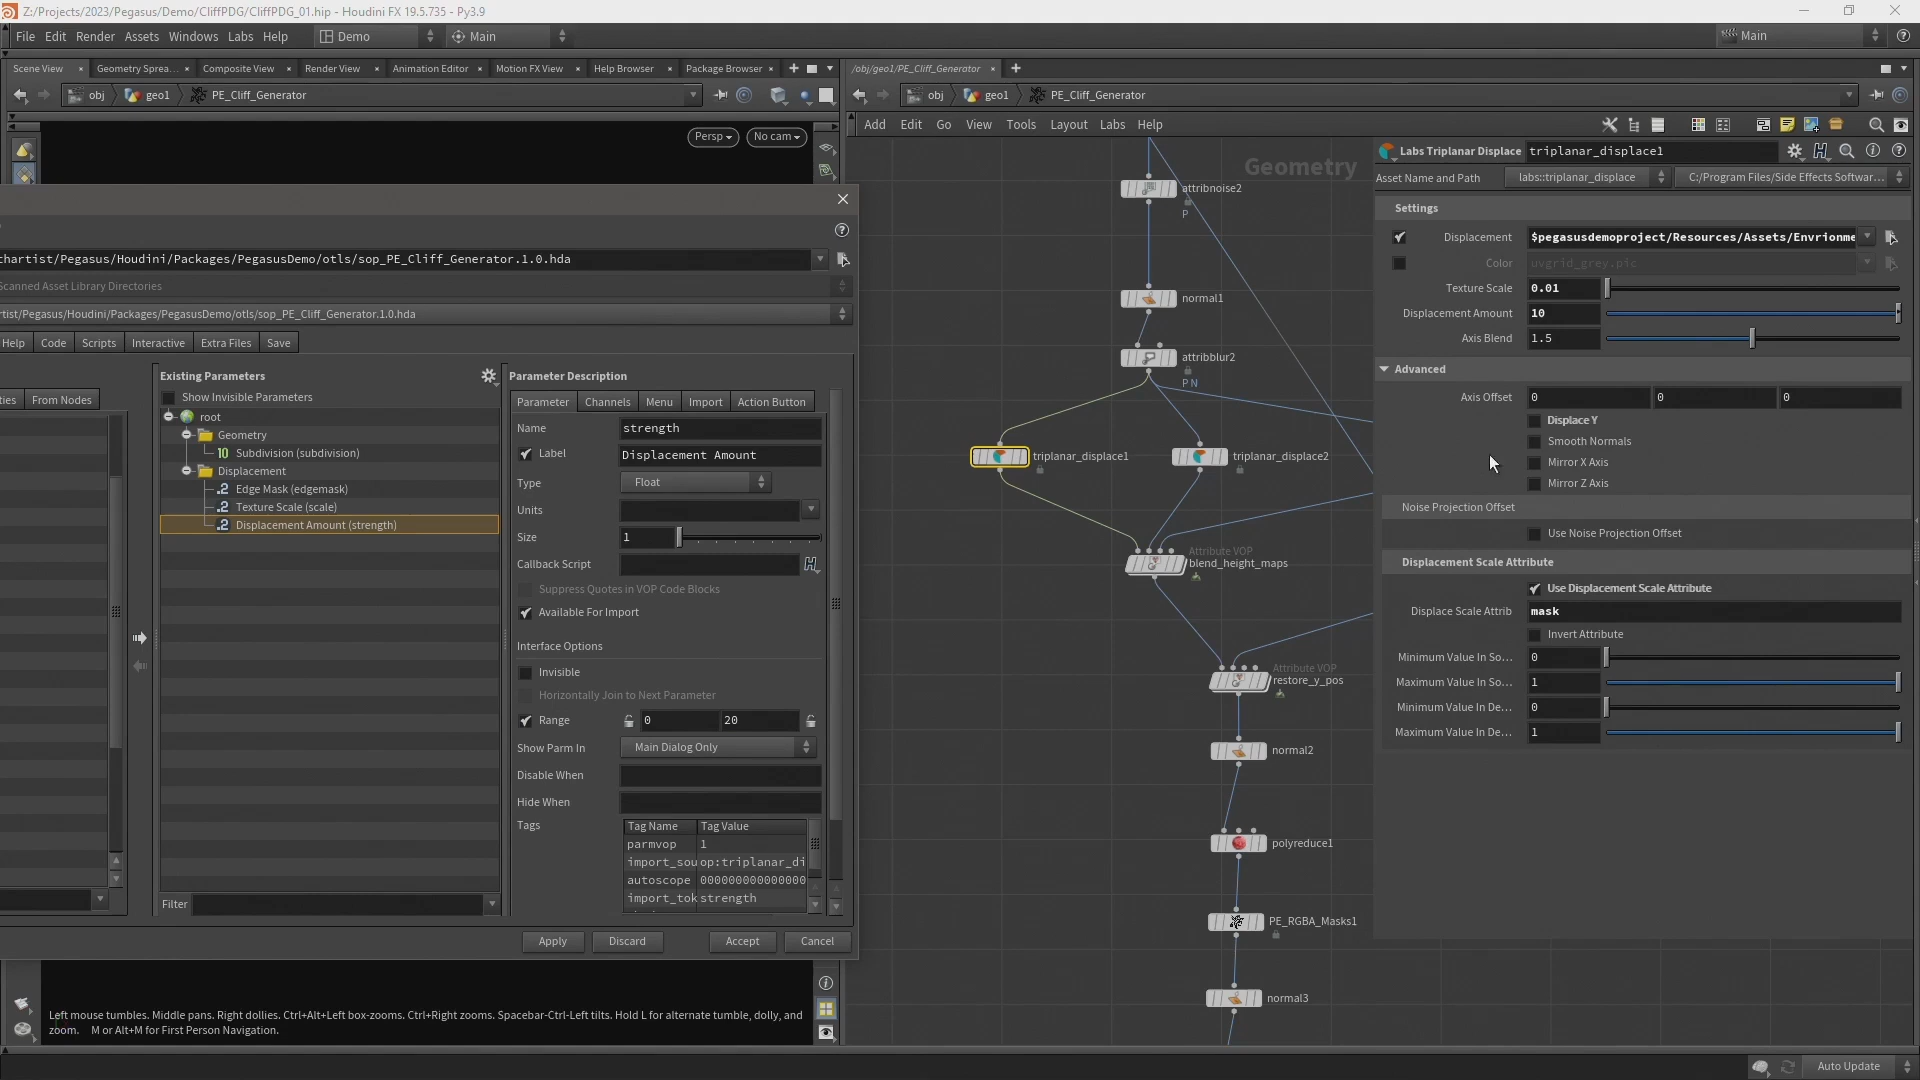 Z:/Projects/2023/Pegasus/Demo/CliffPDG/CliffPDG_01.hip - Houdini FX 19.5.735 - Py3.9
File Edit Render Assets Windows Labs Help Demo Main Main
Scene View Geometry Sprea... Composite View Render View Animation Editor Motion FX View Help Browser Package Browser
/obj/geo1/PE_Cliff_Generator
obj geo1 PE_Cliff_Generator
obj geo1 PE_Cliff_Generator
Add Edit Go View Tools Layout Labs Help
Persp No cam
Geometry
attribnoise2
P
normal1
attribblur2
P N
triplanar_displace1
triplanar_displace2
Attribute VOP
blend_height_maps
Attribute VOP
restore_y_pos
normal2
polyreduce1
PE_RGBA_Masks1
normal3
Labs Triplanar Displace triplanar_displace1
Asset Name and Path labs::triplanar_displace C:/Program Files/Side Effects Softwar...
Settings
Displacement $pegasusdemoproject/Resources/Assets/Envrionme
Color uvgrid_grey.pic
Texture Scale 0.01
Displacement Amount 10
Axis Blend 1.5
Advanced
Axis Offset 0 0 0
Displace Y
Smooth Normals
Mirror X Axis
Mirror Z Axis
Noise Projection Offset
Use Noise Projection Offset
Displacement Scale Attribute
Use Displacement Scale Attribute
Displace Scale Attrib mask
Invert Attribute
Minimum Value In So... 0
Maximum Value In So... 1
Minimum Value In De... 0
Maximum Value In De... 1
chartist/Pegasus/Houdini/Packages/PegasusDemo/otls/sop_PE_Cliff_Generator.1.0.hda
Scanned Asset Library Directories
tist/Pegasus/Houdini/Packages/PegasusDemo/otls/sop_PE_Cliff_Generator.1.0.hda
Help Code Scripts Interactive Extra Files Save
ties From Nodes
Existing Parameters
Show Invisible Parameters
root
Geometry
10 Subdivision (subdivision)
Displacement
.2 Edge Mask (edgemask)
.2 Texture Scale (scale)
.2 Displacement Amount (strength)
Filter
Parameter Description
Parameter Channels Menu Import Action Button
Name strength
Label Displacement Amount
Type Float
Units
Size 1
Callback Script
Suppress Quotes in VOP Code Blocks
Available For Import
Interface Options
Invisible
Horizontally Join to Next Parameter
Range 0 20
Show Parm In Main Dialog Only
Disable When
Hide When
Tags
Tag Name Tag Value
parmvop 1
import_sou op:triplanar_di
autoscope 000000000000000
import_tok strength
Apply Discard Accept Cancel
Left mouse tumbles. Middle pans. Right dollies. Ctrl+Alt+Left box-zooms. Ctrl+Right zooms. Spacebar-Ctrl-Left tilts. Hold L for alternate tumble, dolly, and
zoom. M or Alt+M for First Person Navigation.
Auto Update